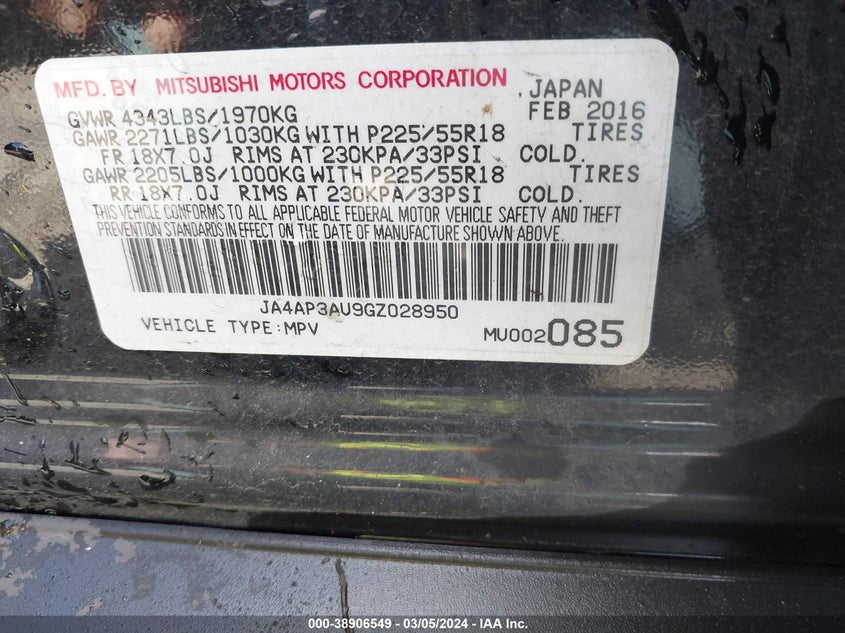 MFD. BY MITSUBISHI MOTORS CORPORATION JAPAN
GVWR 4343LBS/1970KG FEB 2016
GAWR 2271LBS/1030KG WITH P225/55R18 TIRES
FR 18X7.0J RIMS AT 230KPA/33PSI COLD.
GAWR 2205LBS/1000KG WITH P225/55R18 TIRES
RR 18X7.0J RIMS AT 230KPA/33PSI COLD.
THIS VEHICLE CONFORMS TO ALL APPLICABLE FEDERAL MOTOR VEHICLE SAFETY AND THEFT
PREVENTION STANDARDS IN EFFECT ON THE DATE OF MANUFACTURE SHOWN ABOVE.
JA4AP3AU9GZ028950
VEHICLE TYPE:MPV MU002085
000-38906549 - 03/05/2024 - IAA Inc.